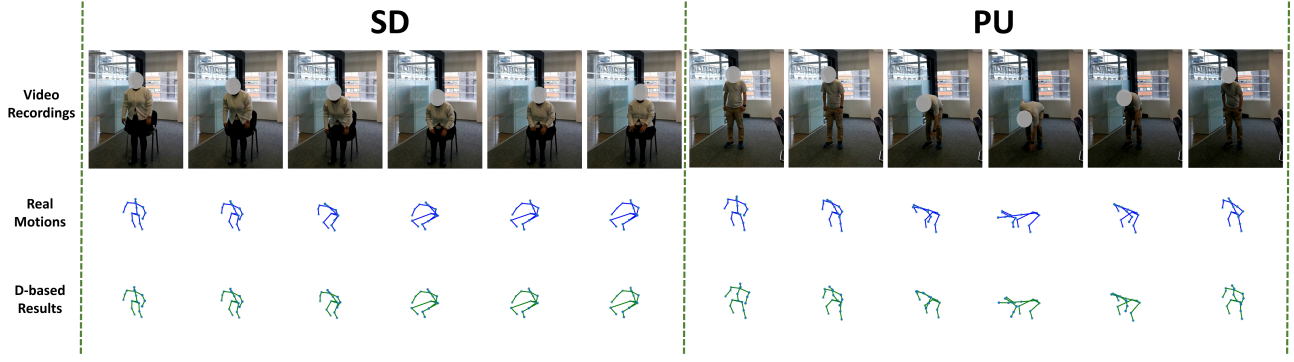 SD
PU
Video
Recordings
Real
Motions
D-based
Results